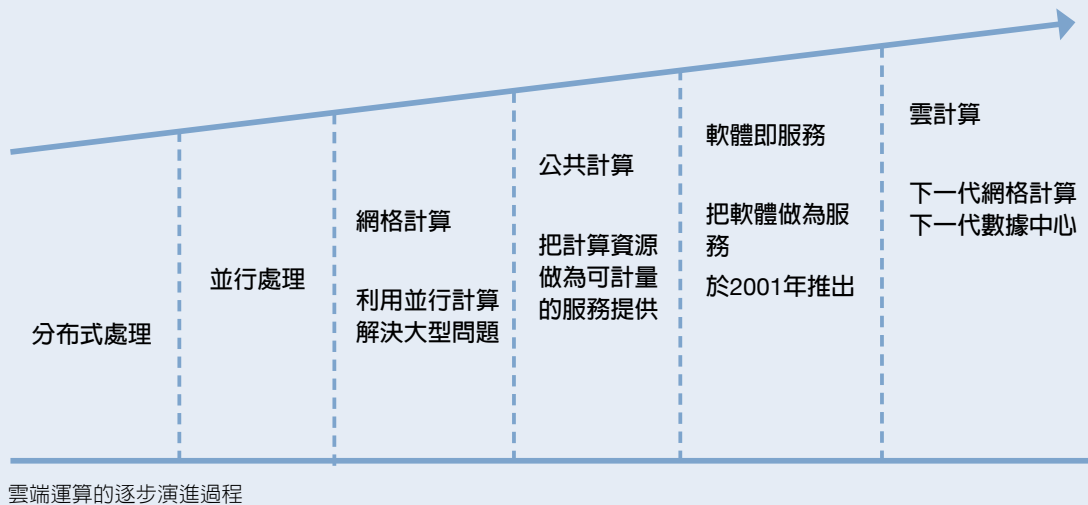 分布式處理
並行處理
網格計算
利用並行計算
解決大型問題
公共計算
把計算資源
做為可計量
的服務提供
軟體即服務
把軟體做為服
務
於2001年推出
雲計算
下一代網格計算
下一代數據中心
雲端運算的逐步演進過程